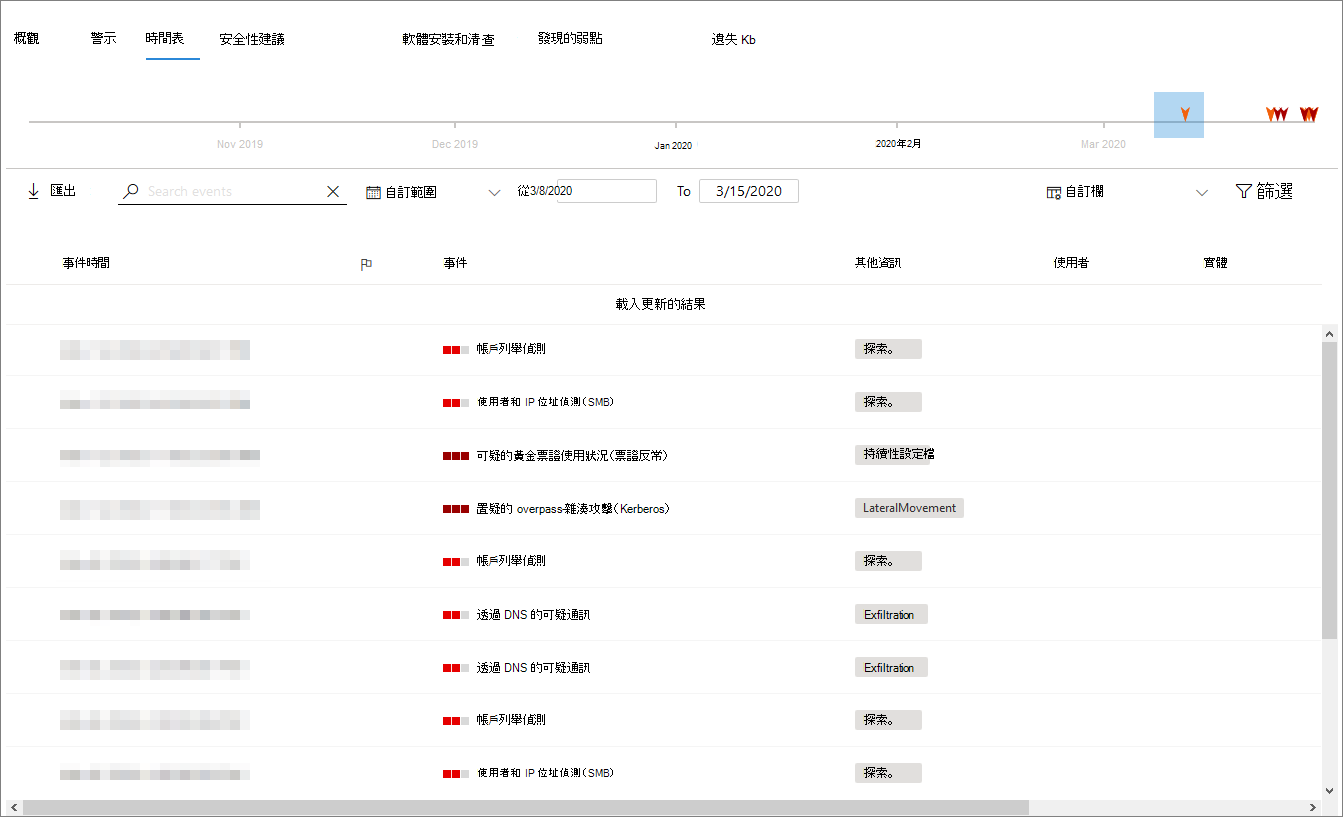 概觀 警示 時間表 安全性建議 軟體安裝和清查 發現的弱點 遺失 Kb
Nov 2019 Dec 2019 Jan 2020 2020年2月 Mar 2020
匯出 Search events 自訂範圍 從3/8/2020 To 3/15/2020 自訂欄 篩選
事件時間 事件 其他資訊 使用者 實體
載入更新的結果
帳戶列舉偵測 探索。
使用者和 IP 位址偵測(SMB) 探索。
可疑的黃金票證使用狀況(票證反常) 持續性設定檔
置疑的 overpass-雜湊攻擊(Kerberos) LateralMovement
帳戶列舉偵測 探索。
透過 DNS 的可疑通訊 Exfiltration
透過 DNS 的可疑通訊 Exfiltration
帳戶列舉偵測 探索。
使用者和 IP 位址偵測(SMB) 探索。